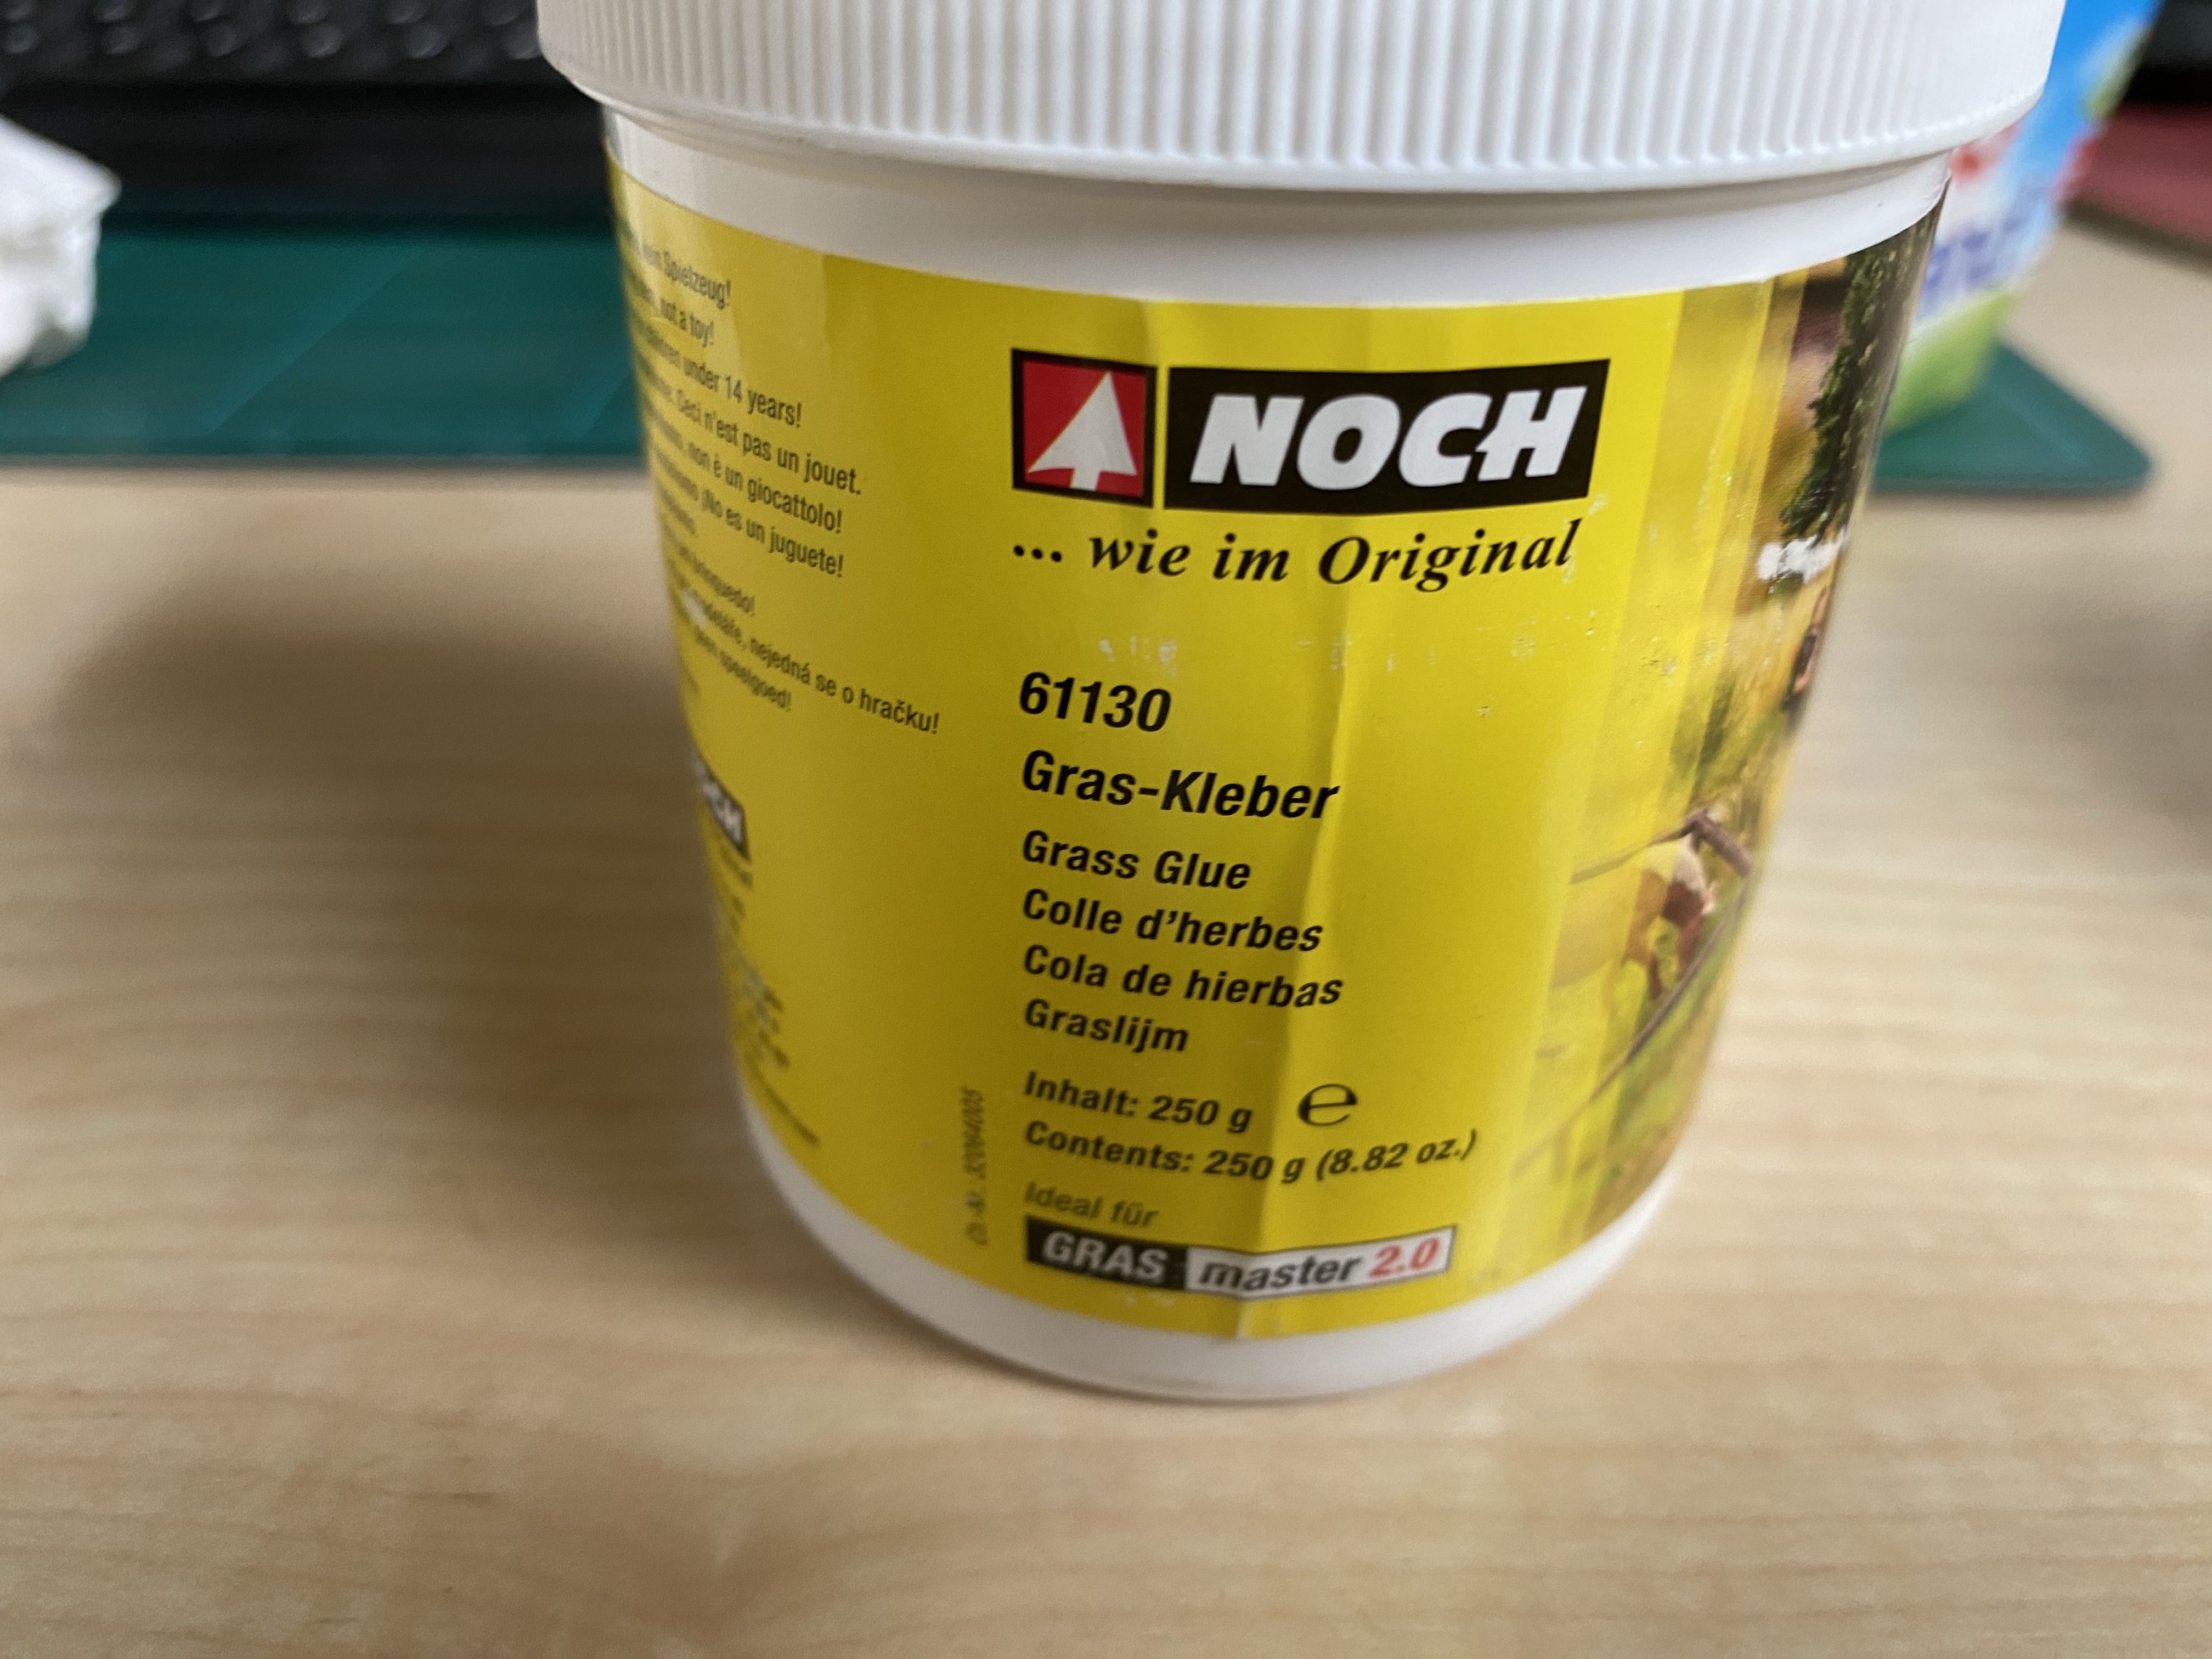 Spielzeug!
not a toy!
under 14 years!
Ceci n'est pas un jouet.
non è un giocattolo!
¡No es un juguete!
nejedná se o hračku!
speelgoed!
NOCH
... wie im Original
61130
Gras-Kleber
Grass Glue
Colle d'herbes
Cola de hierbas
Graslijm
Inhalt: 250 g ℮
Contents: 250 g (8.82 oz.)
Ideal für
GRAS master 2.0